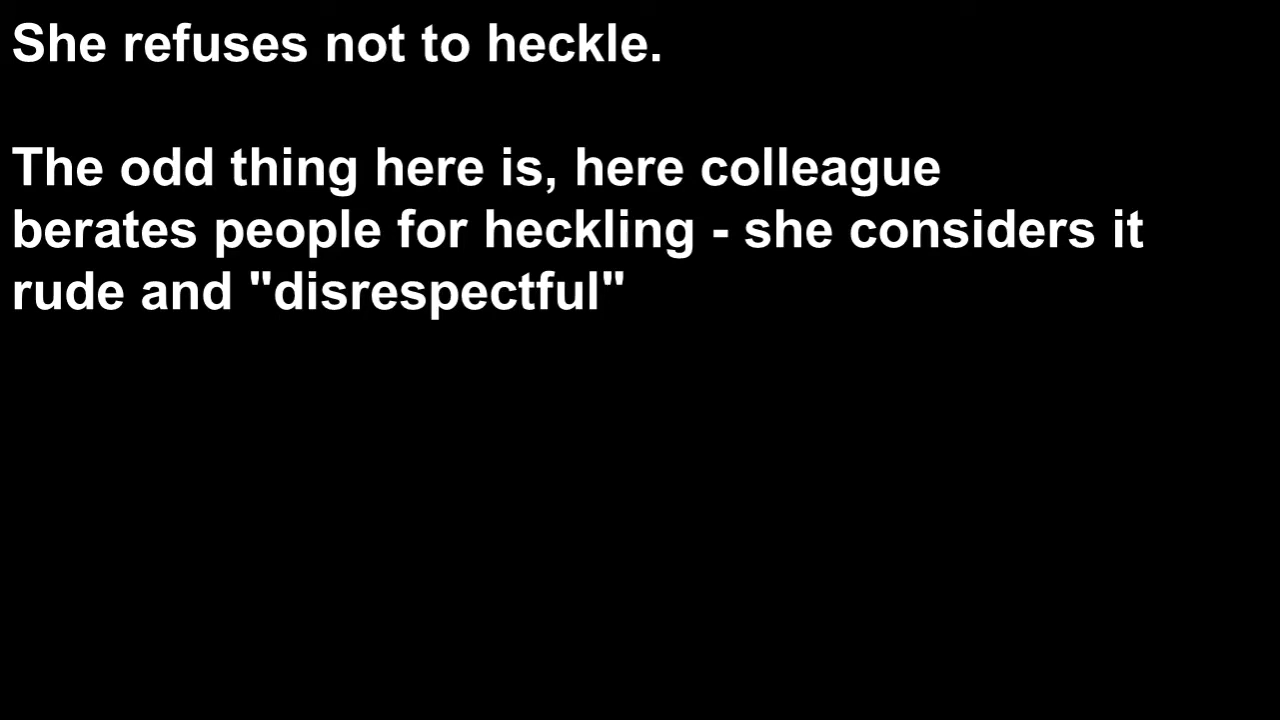 She refuses not to heckle.
The odd thing here is, here colleague
berates people for heckling - she considers it
rude and "disrespectful"